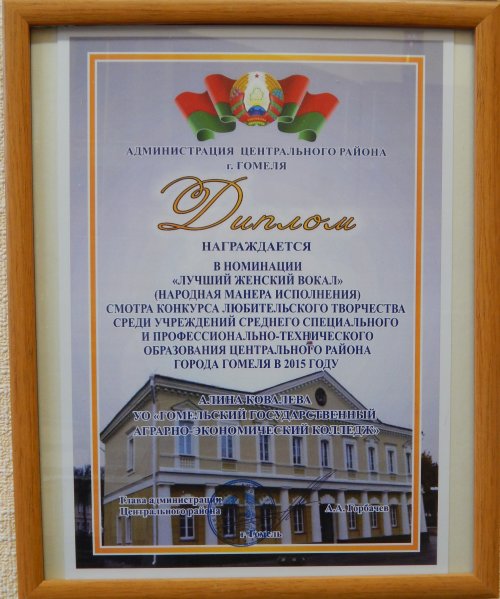 АДМИНИСТРАЦИЯ ЦЕНТРАЛЬНОГО РАЙОНА
г. ГОМЕЛЯ
Диплом
НАГРАЖДАЕТСЯ
В НОМИНАЦИИ
«ЛУЧШИЙ ЖЕНСКИЙ ВОКАЛ»
(НАРОДНАЯ МАНЕРА ИСПОЛНЕНИЯ)
СМОТРА КОНКУРСА ЛЮБИТЕЛЬСКОГО ТВОРЧЕСТВА
СРЕДИ УЧРЕЖДЕНИЙ СРЕДНЕГО СПЕЦИАЛЬНОГО
И ПРОФЕССИОНАЛЬНО-ТЕХНИЧЕСКОГО
ОБРАЗОВАНИЯ ЦЕНТРАЛЬНОГО РАЙОНА
ГОРОДА ГОМЕЛЯ В 2015 ГОДУ
АЛИНА КОВАЛЕВА
УО «ГОМЕЛЬСКИЙ ГОСУДАРСТВЕННЫЙ
АГРАРНО-ЭКОНОМИЧЕСКИЙ КОЛЛЕДЖ»
Глава администрации
Центрального района А.А. Горбачев
г. Гомель